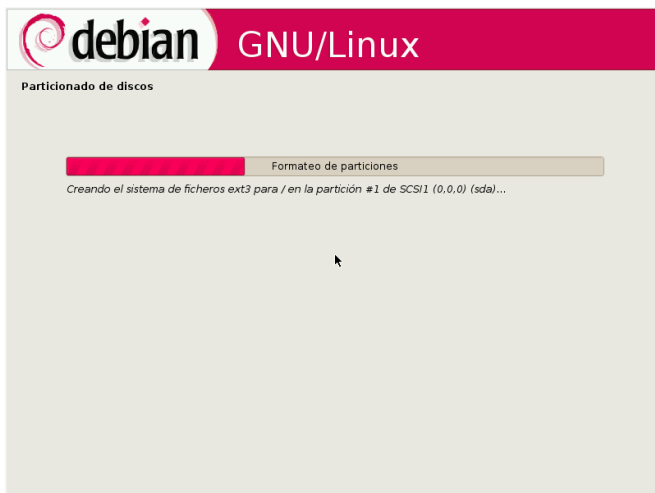 debian GNU/Linux
Particionado de discos
Formateo de particiones
Creando el sistema de ficheros ext3 para / en la partición #1 de SCSI1 (0,0,0) (sda)...